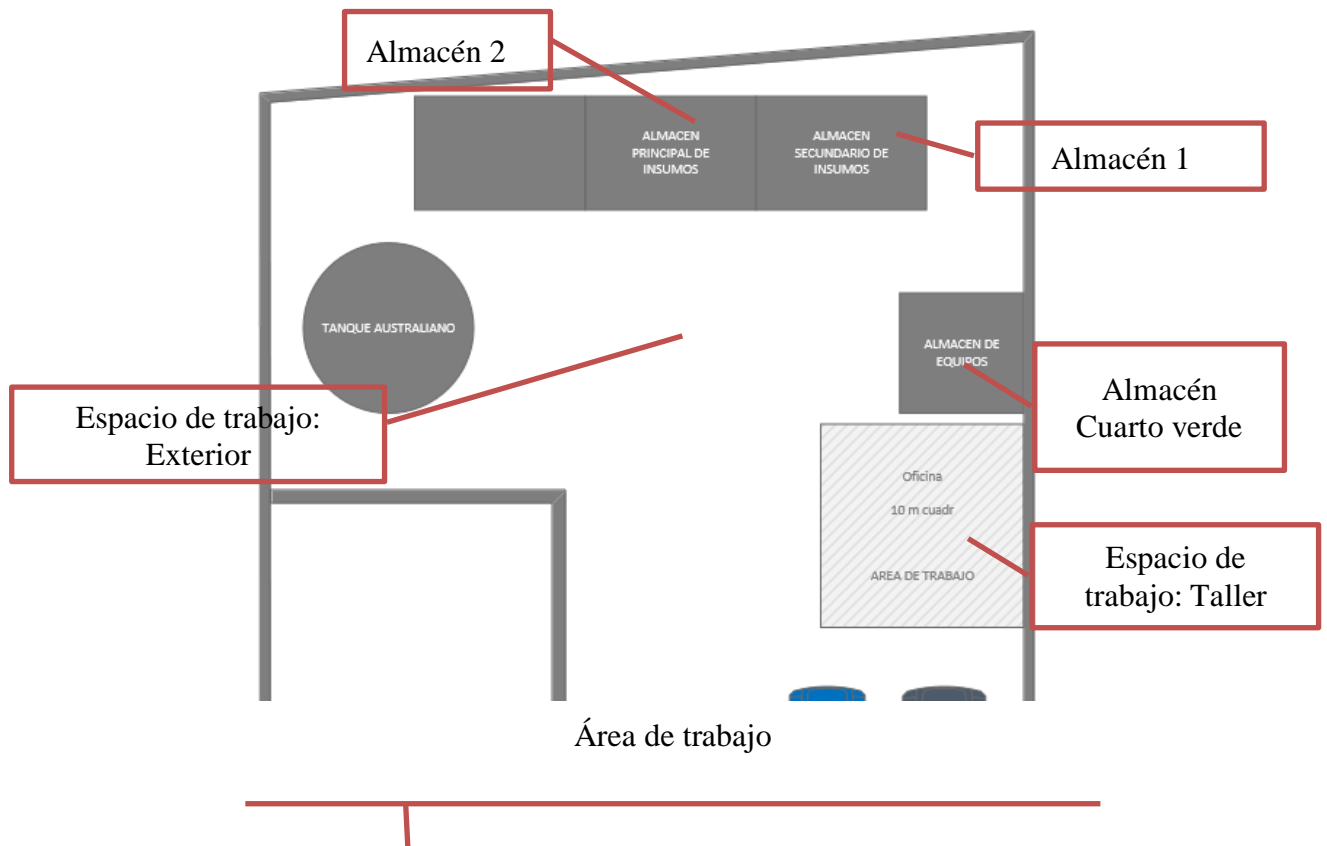 Almacén 2
ALMACEN
PRINCIPAL DE
INSUMOS
ALMACEN
SECUNDARIO DE
INSUMOS
Almacén 1
TANQUE AUSTRALIANO
ALMACEN DE
EQUIPOS
Almacén
Cuarto verde
Espacio de trabajo:
Exterior
Oficina
10 m cuadr
AREA DE TRABAJO
Espacio de
trabajo: Taller
Área de trabajo